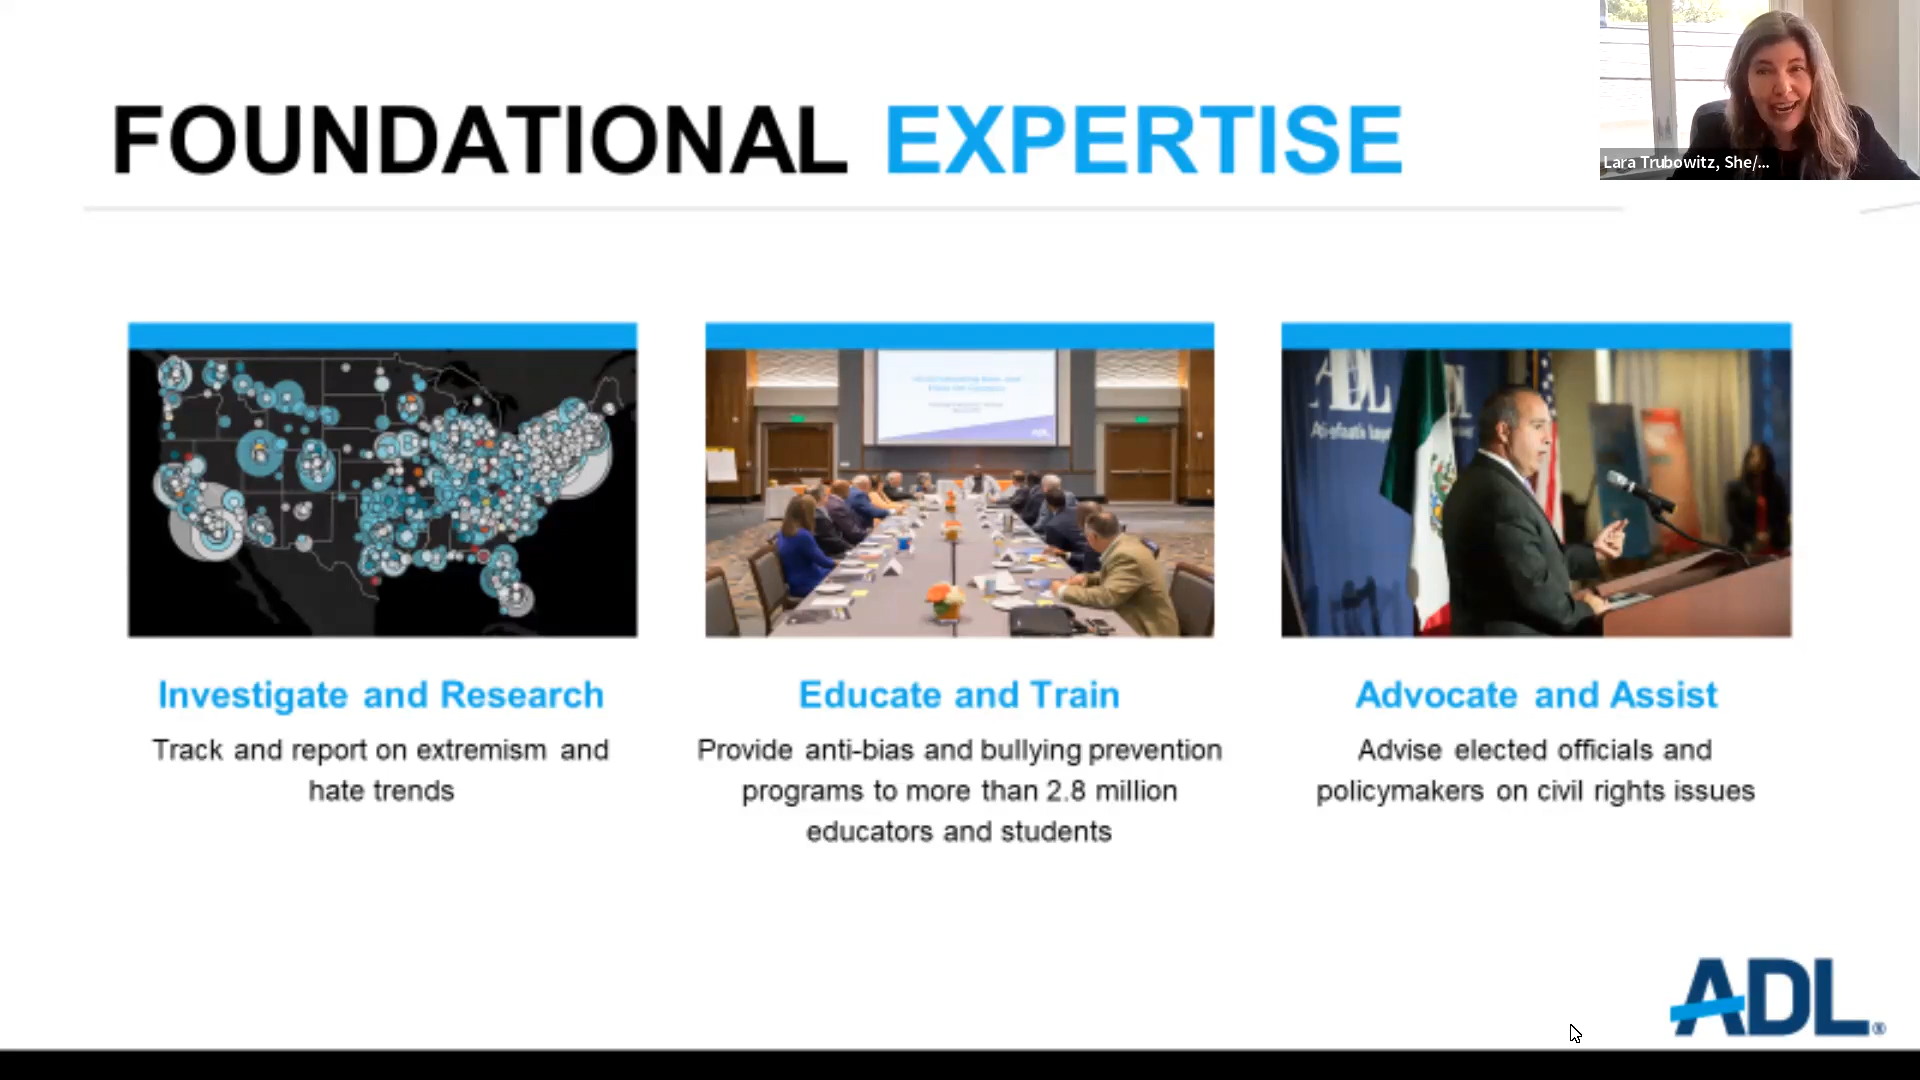 FOUNDATIONAL EXPERTISE
Lara Trubowitz, She/...
ADL
Investigate and Research
Track and report on extremism and
hate trends
Educate and Train
Provide anti-bias and bullying prevention
programs to more than 2.8 million
educators and students
Advocate and Assist
Advise elected officials and
policymakers on civil rights issues
ADL®